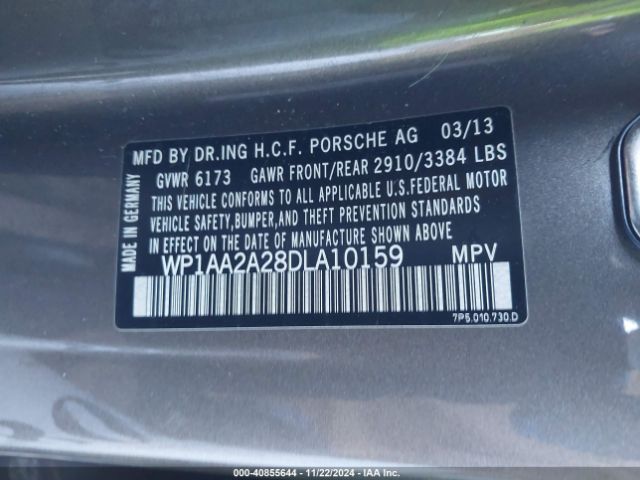 MFD BY DR.ING H.C.F. PORSCHE AG 03/13
GVWR 6173 GAWR FRONT/REAR 2910/3384 LBS
THIS VEHICLE CONFORMS TO ALL APPLICABLE U.S.FEDERAL MOTOR
VEHICLE SAFETY,BUMPER,AND THEFT PREVENTION STANDARDS
IN EFFECT ON THE DATE OF MANUFACTURE SHOWN ABOVE
WP1AA2A28DLA10159 MPV
7P5.010.730.D
MADE IN GERMANY
000-40855644 - 11/22/2024 - IAA Inc.